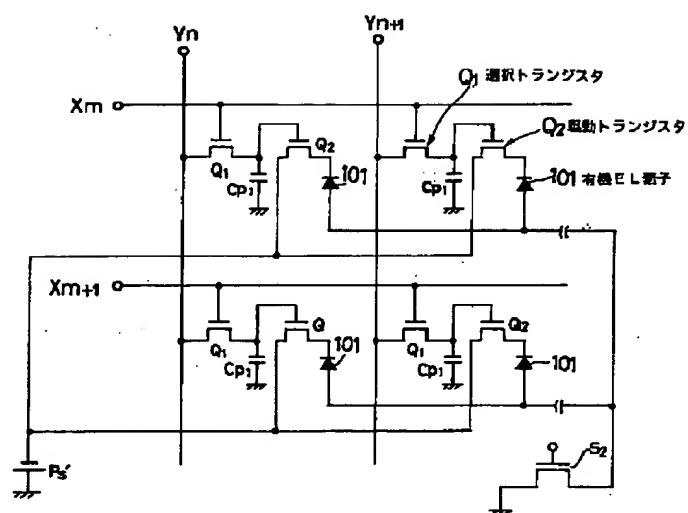 Yn
Yn+1
Xm
Q1 選択トランジスタ
Q2 駆動トランジスタ
Q1
Q2
Cp1
101
Cp1
101 有機EL素子
Xm+1
Q1
Q
Cp1
101
Q1
Q2
Cp1
101
Ps'
S2